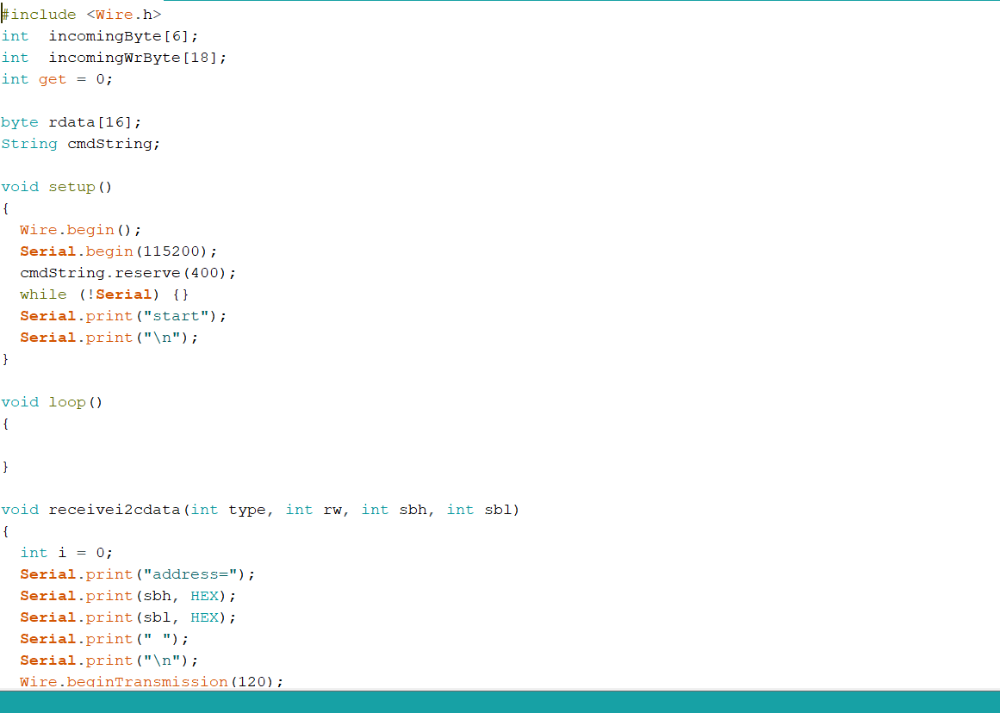 #include <Wire.h>
int  incomingByte[6];
int  incomingWrByte[18];
int get = 0;
byte rdata[16];
String cmdString;
void setup()
{
  Wire.begin();
  Serial.begin(115200);
  cmdString.reserve(400);
  while (!Serial) {}
  Serial.print("start");
  Serial.print("\n");
}
void loop()
{
}
void receivei2cdata(int type, int rw, int sbh, int sbl)
{
  int i = 0;
  Serial.print("address=");
  Serial.print(sbh, HEX);
  Serial.print(sbl, HEX);
  Serial.print(" ");
  Serial.print("\n");
  Wire.beginTransmission(120);